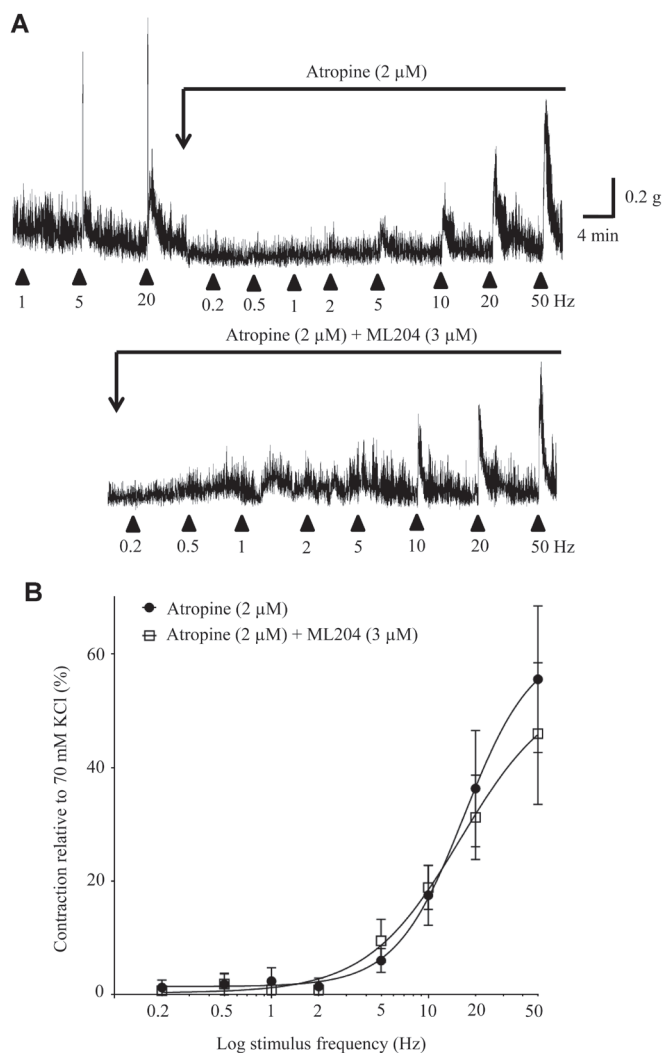 A
Atropine (2 µM)
0.2 g
4 min
1 5 20 0.2 0.5 1 2 5 10 20 50 Hz
Atropine (2 µM) + ML204 (3 µM)
0.2 0.5 1 2 5 10 20 50 Hz
B
Atropine (2 µM)
Atropine (2 µM) + ML204 (3 µM)
Contraction relative to 70 mM KCl (%)
60
40
20
0
0.2 0.5 1 2 5 10 20 50
Log stimulus frequency (Hz)